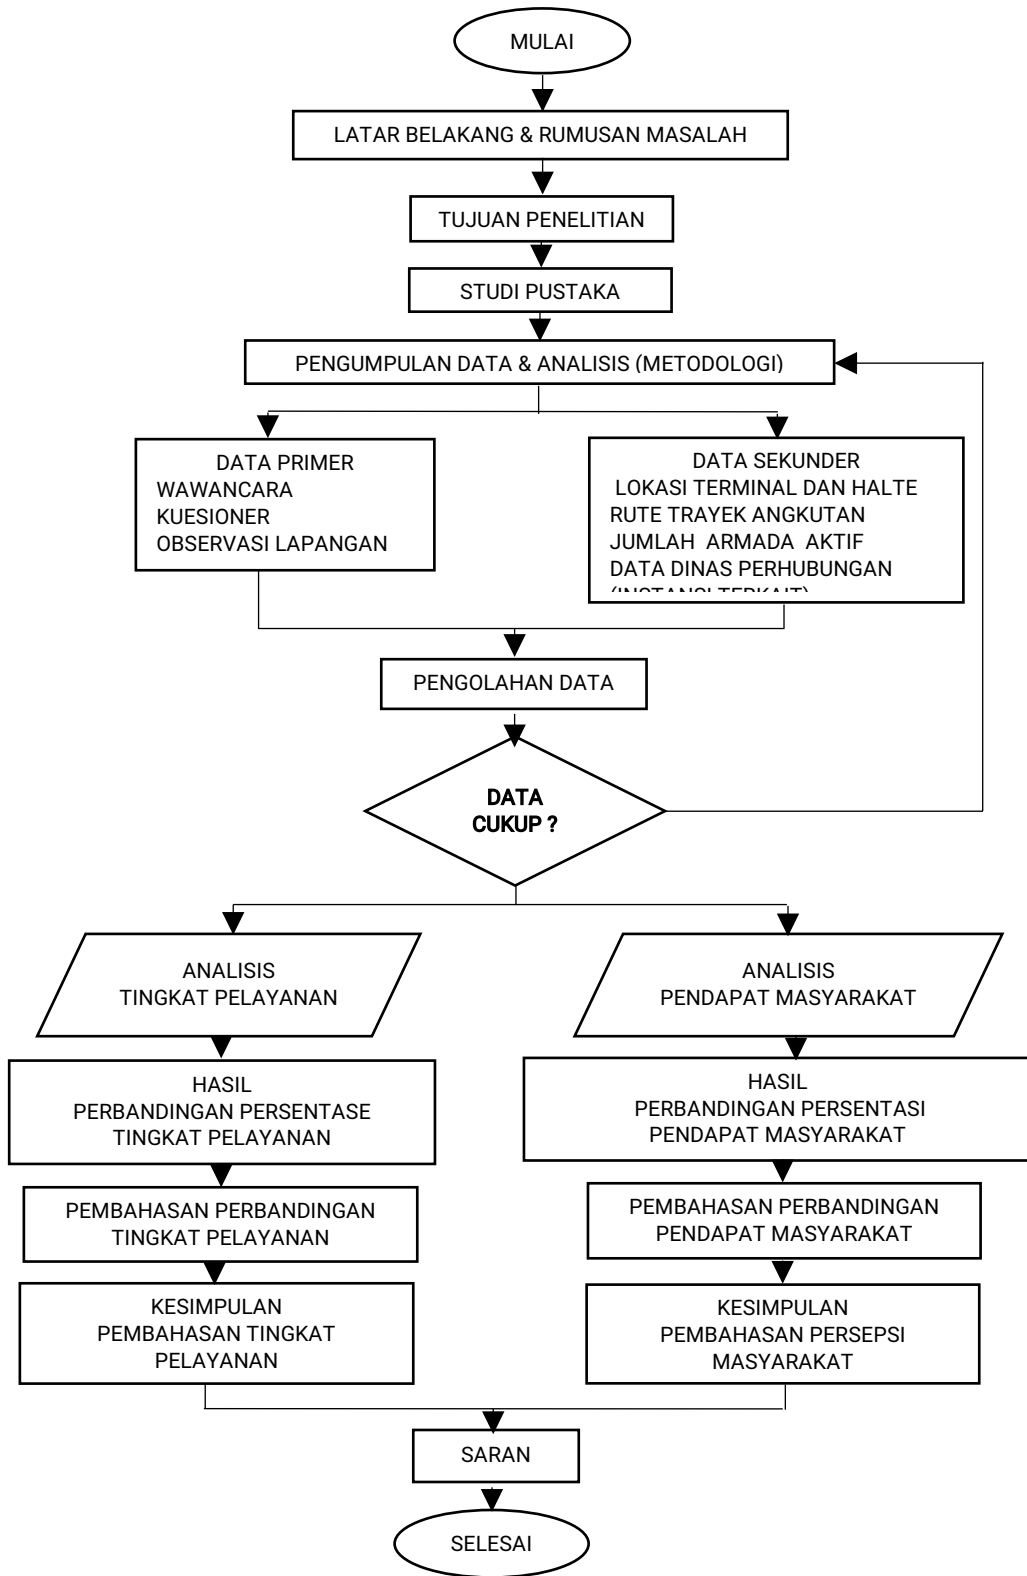 MULAI
LATAR BELAKANG & RUMUSAN MASALAH
TUJUAN PENELITIAN
STUDI PUSTAKA
PENGUMPULAN DATA & ANALISIS (METODOLOGI)
DATA PRIMER
WAWANCARA
KUESIONER
OBSERVASI LAPANGAN
DATA SEKUNDER
LOKASI TERMINAL DAN HALTE
RUTE TRAYEK ANGKUTAN
JUMLAH ARMADA AKTIF
DATA DINAS PERHUBUNGAN
(INSTANSI TERKAIT)
PENGOLAHAN DATA
DATA
CUKUP ?
ANALISIS
TINGKAT PELAYANAN
ANALISIS
PENDAPAT MASYARAKAT
HASIL
PERBANDINGAN PERSENTASE
TINGKAT PELAYANAN
HASIL
PERBANDINGAN PERSENTASI
PENDAPAT MASYARAKAT
PEMBAHASAN PERBANDINGAN
TINGKAT PELAYANAN
PEMBAHASAN PERBANDINGAN
PENDAPAT MASYARAKAT
KESIMPULAN
PEMBAHASAN TINGKAT
PELAYANAN
KESIMPULAN
PEMBAHASAN PERSEPSI
MASYARAKAT
SARAN
SELESAI